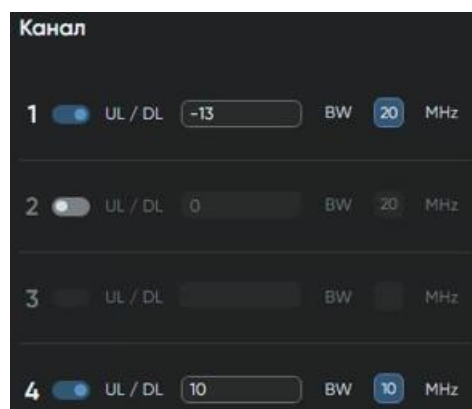 Канал
1 UL / DL -13 BW 20 MHz
2 UL / DL 0 BW 20 MHz
3 UL / DL BW MHz
4 UL / DL 10 BW 10 MHz